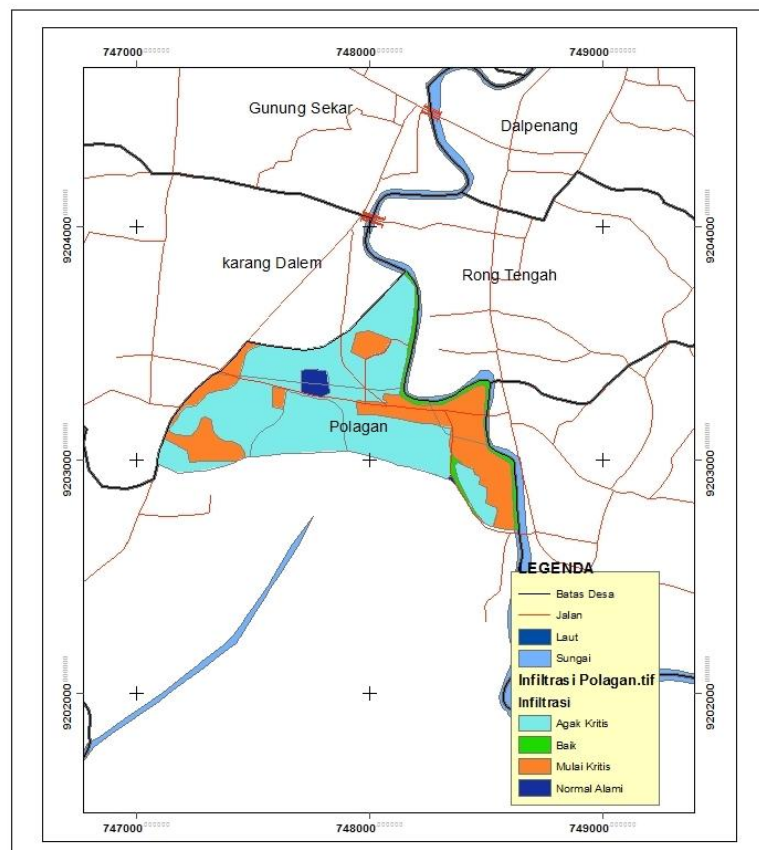 747000 748000 749000
Gunung Sekar
Dalpenang
9204000 9204000
karang Dalem
Rong Tengah
Polagan
9203000 9203000
LEGENDA
Batas Desa
Jalan
Laut
Sungai
Infiltrasi Polagan.tif
Infiltrasi
Agak Kritis
Baik
Mulai Kritis
Normal Alami
9202000 9202000
747000 748000 749000